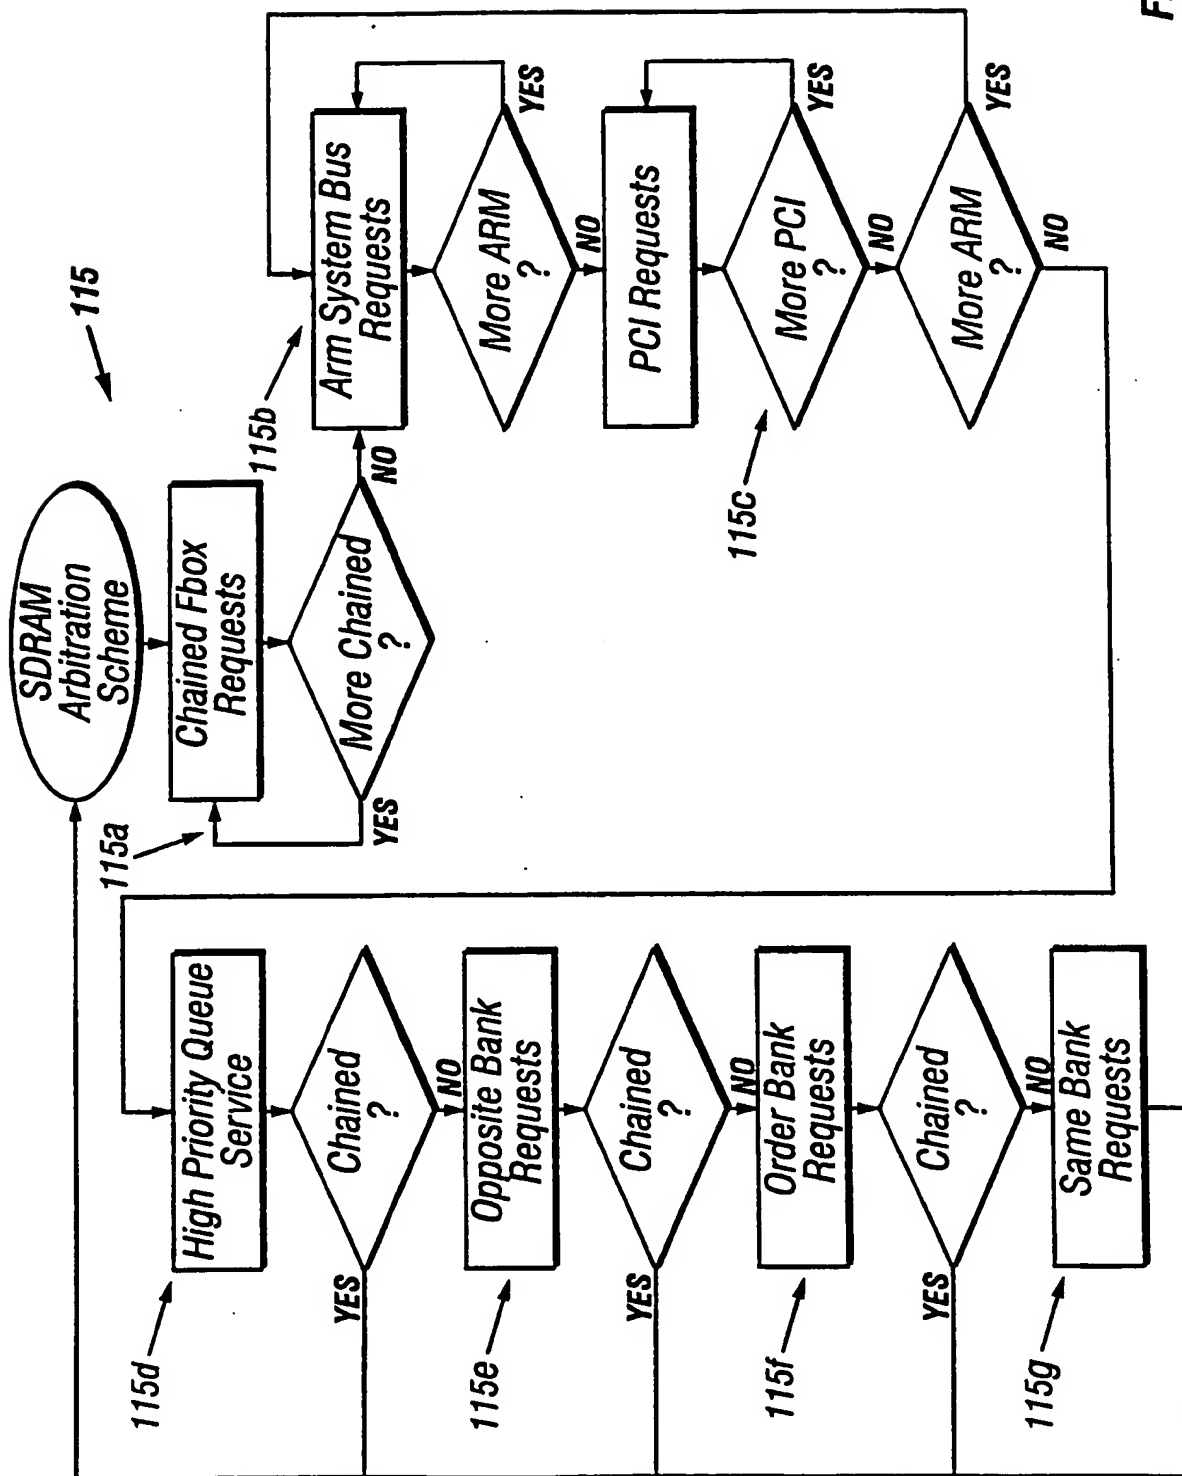 115
SDRAM
Arbitration
Scheme
115a
Chained Fbox
Requests
More Chained
?
YES
NO
115b
Arm System Bus
Requests
More ARM
?
YES
NO
PCI Requests
115c
More PCI
?
YES
NO
More ARM
?
YES
NO
115d
High Priority Queue
Service
Chained
?
YES
NO
115e
Opposite Bank
Requests
Chained
?
YES
NO
115f
Order Bank
Requests
Chained
?
YES
NO
115g
Same Bank
Requests